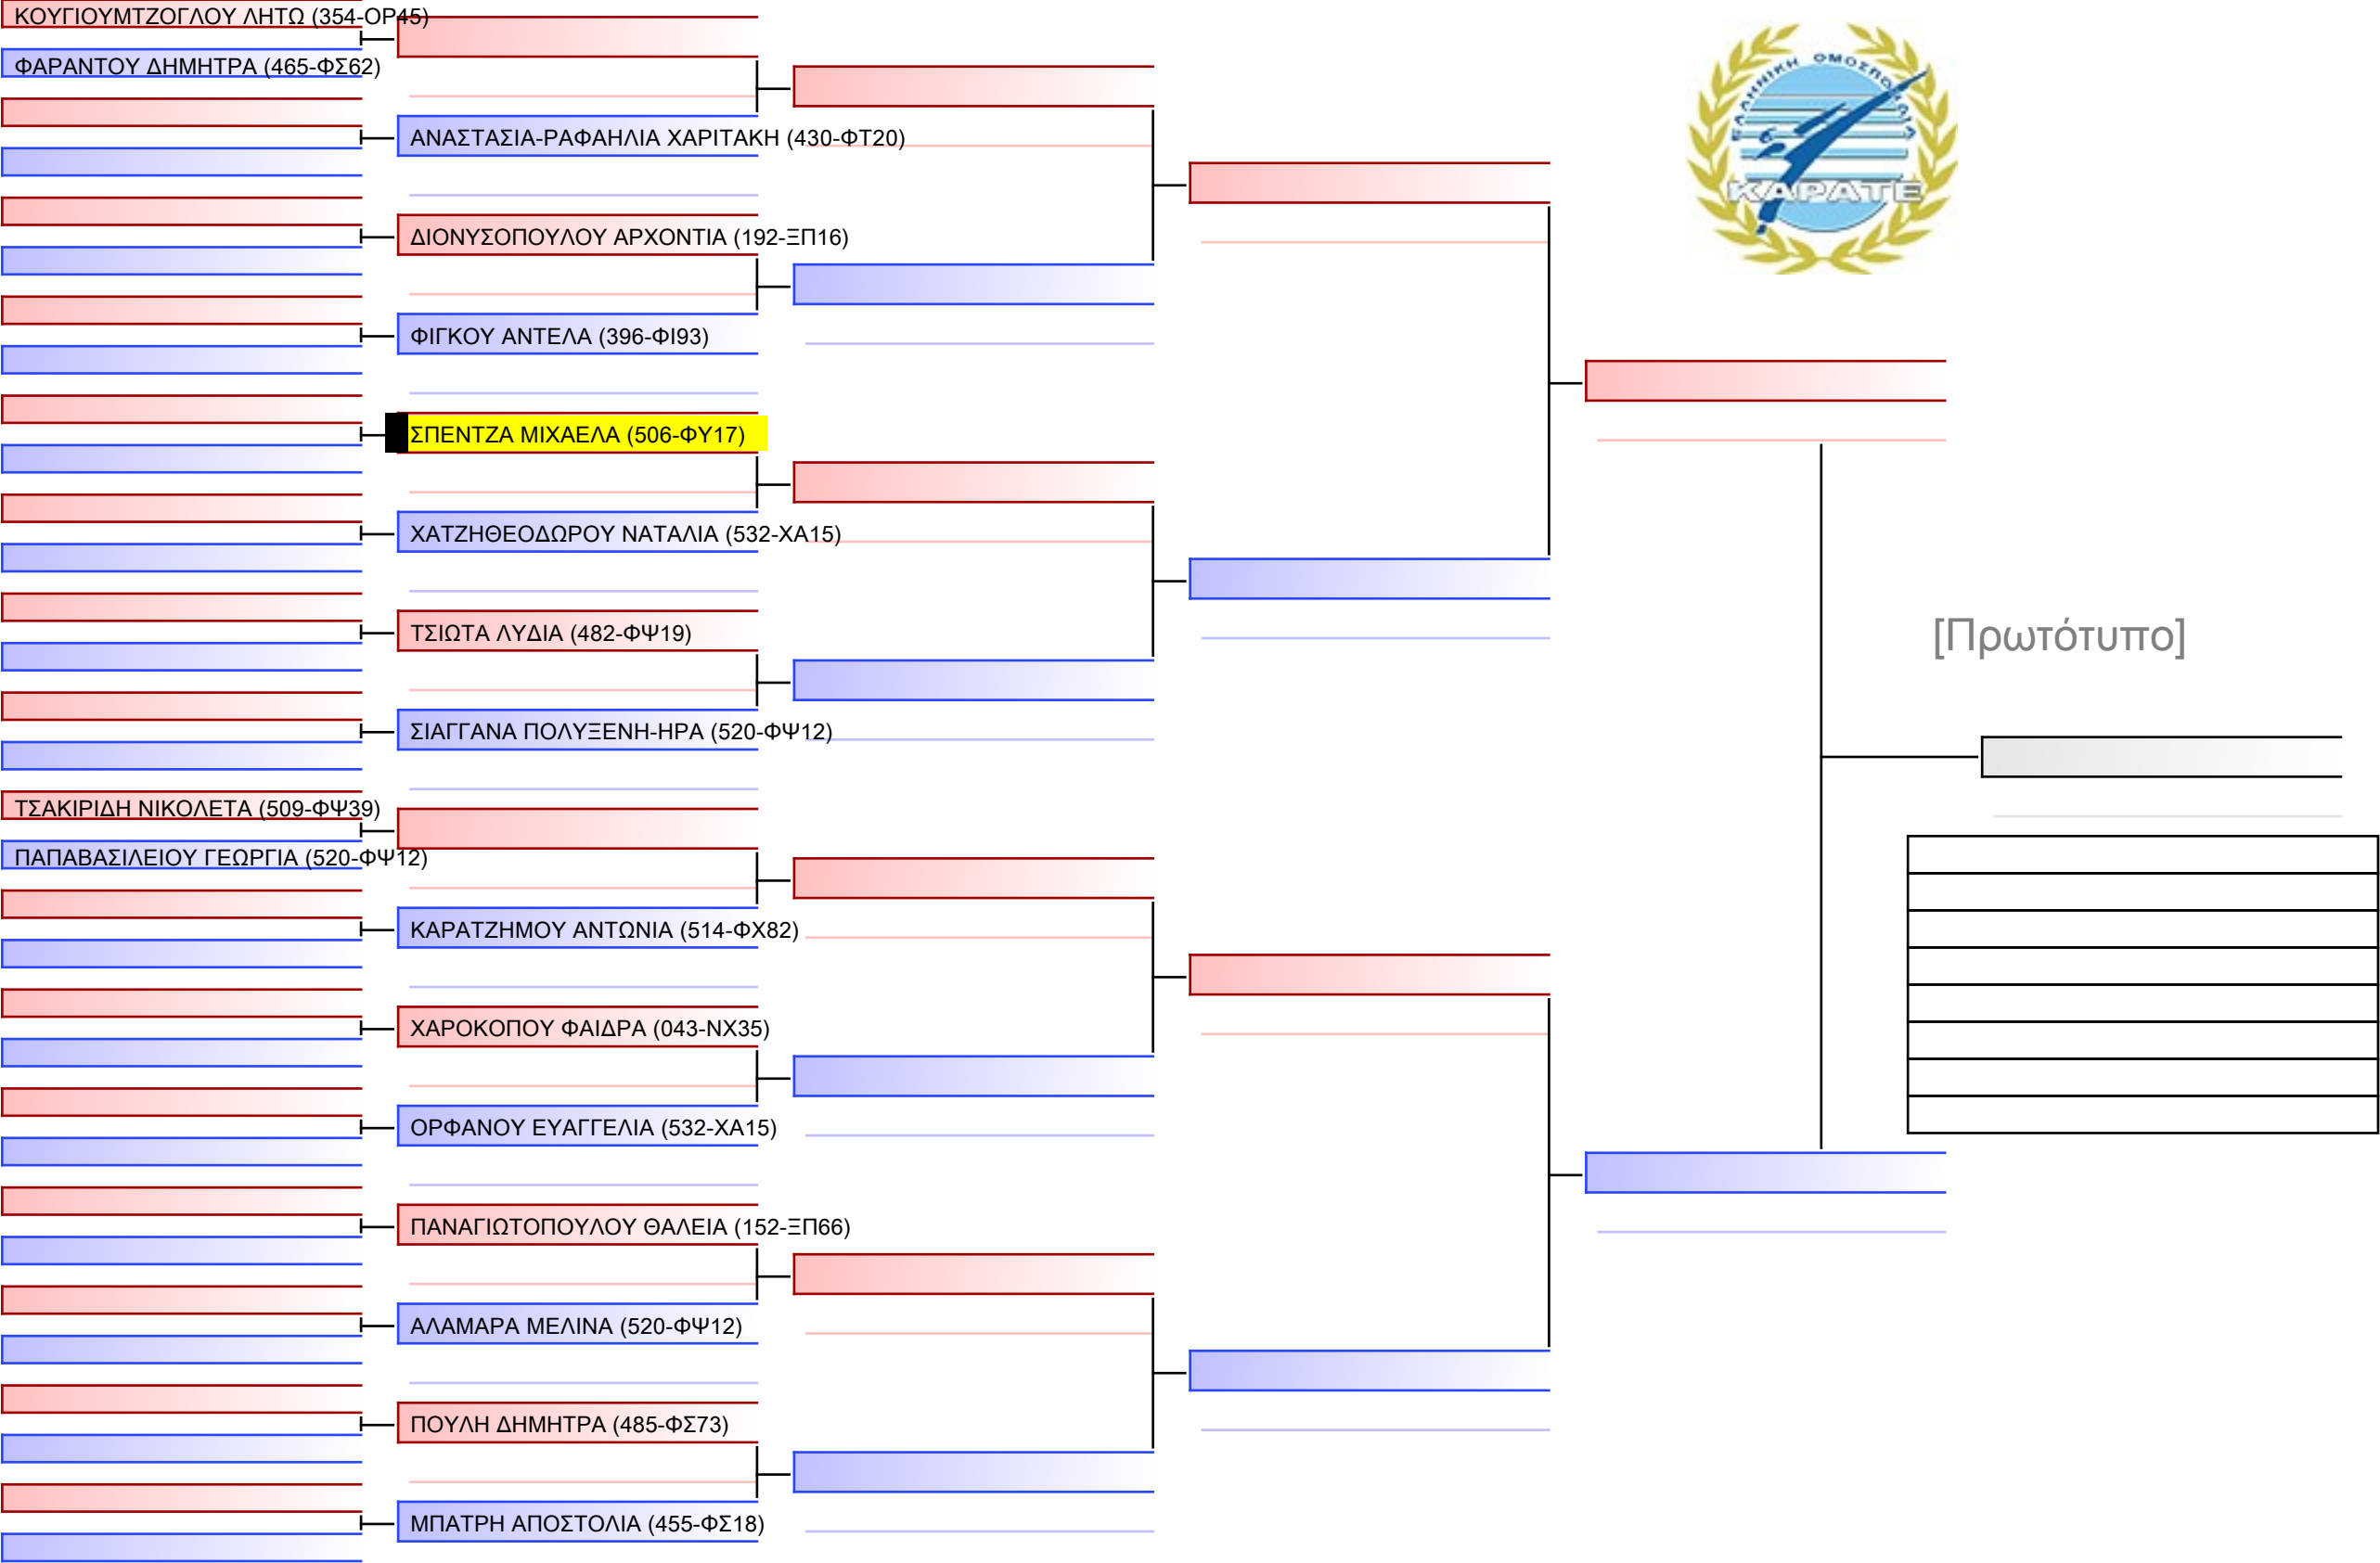 ΚΟΥΓΙΟΥΜΤΖΟΓΛΟΥ ΛΗΤΩ (354-ΟΡ45)
ΦΑΡΑΝΤΟΥ ΔΗΜΗΤΡΑ (465-ΦΣ62)
ΑΝΑΣΤΑΣΙΑ-ΡΑΦΑΗΛΙΑ ΧΑΡΙΤΑΚΗ (430-ΦΤ20)
ΔΙΟΝΥΣΟΠΟΥΛΟΥ ΑΡΧΟΝΤΙΑ (192-ΞΠ16)
ΦΙΓΚΟΥ ΑΝΤΕΛΑ (396-ΦΙ93)
ΣΠΕΝΤΖΑ ΜΙΧΑΕΛΑ (506-ΦΥ17)
ΧΑΤΖΗΘΕΟΔΩΡΟΥ ΝΑΤΑΛΙΑ (532-ΧΑ15)
ΤΣΙΩΤΑ ΛΥΔΙΑ (482-ΦΨ19)
ΣΙΑΓΓΑΝΑ ΠΟΛΥΞΕΝΗ-ΗΡΑ (520-ΦΨ12)
ΤΣΑΚΙΡΙΔΗ ΝΙΚΟΛΕΤΑ (509-ΦΨ39)
ΠΑΠΑΒΑΣΙΛΕΙΟΥ ΓΕΩΡΓΙΑ (520-ΦΨ12)
ΚΑΡΑΤΖΗΜΟΥ ΑΝΤΩΝΙΑ (514-ΦΧ82)
ΧΑΡΟΚΟΠΟΥ ΦΑΙΔΡΑ (043-ΝΧ35)
ΟΡΦΑΝΟΥ ΕΥΑΓΓΕΛΙΑ (532-ΧΑ15)
ΠΑΝΑΓΙΩΤΟΠΟΥΛΟΥ ΘΑΛΕΙΑ (152-ΞΠ66)
ΑΛΑΜΑΡΑ ΜΕΛΙΝΑ (520-ΦΨ12)
ΠΟΥΛΗ ΔΗΜΗΤΡΑ (485-ΦΣ73)
ΜΠΑΤΡΗ ΑΠΟΣΤΟΛΙΑ (455-ΦΣ18)
ΕΛΛΗΝΙΚΗ ΟΜΟΣΠΟΝΔΙΑ
ΚΑΡΑΤΕ
[Πρωτότυπο]